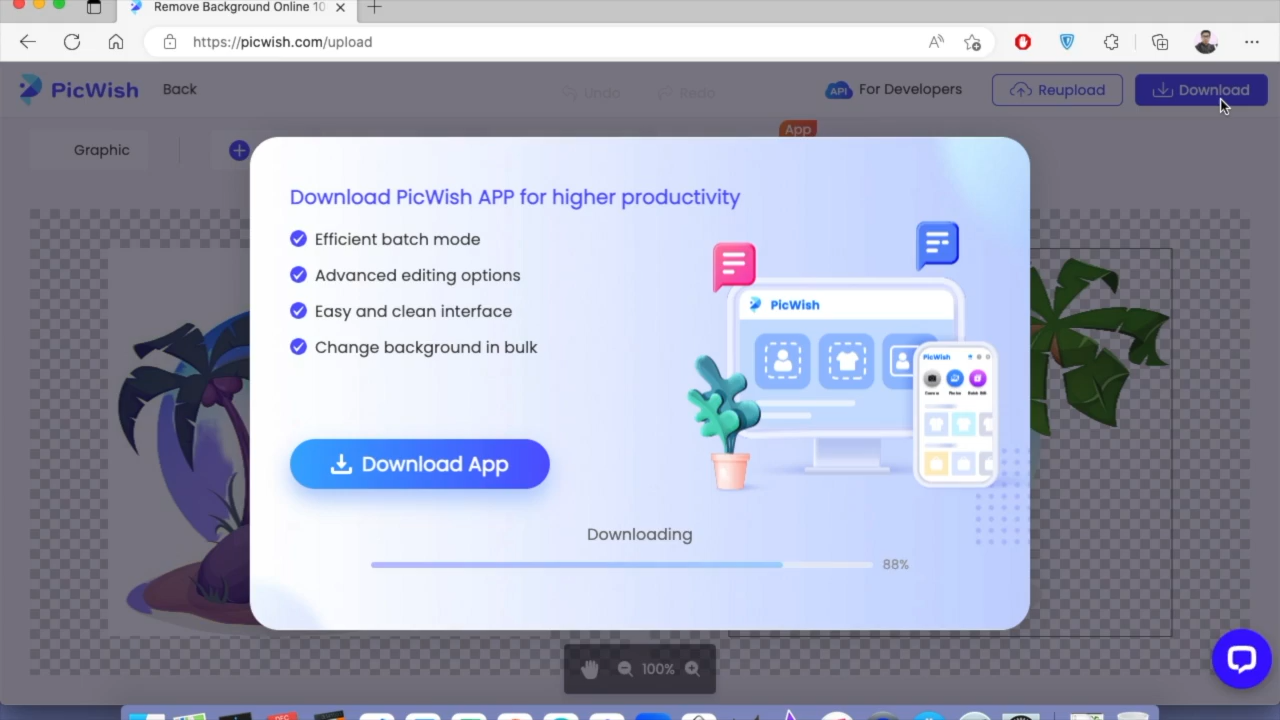 Remove Background Online 10
https://picwish.com/upload
PicWish
Back
Undo
Redo
API
For Developers
Reupload
Download
Graphic
App
Download PicWish APP for higher productivity
Efficient batch mode
Advanced editing options
Easy and clean interface
Change background in bulk
PicWish
PicWish
Download App
Downloading
88%
100%